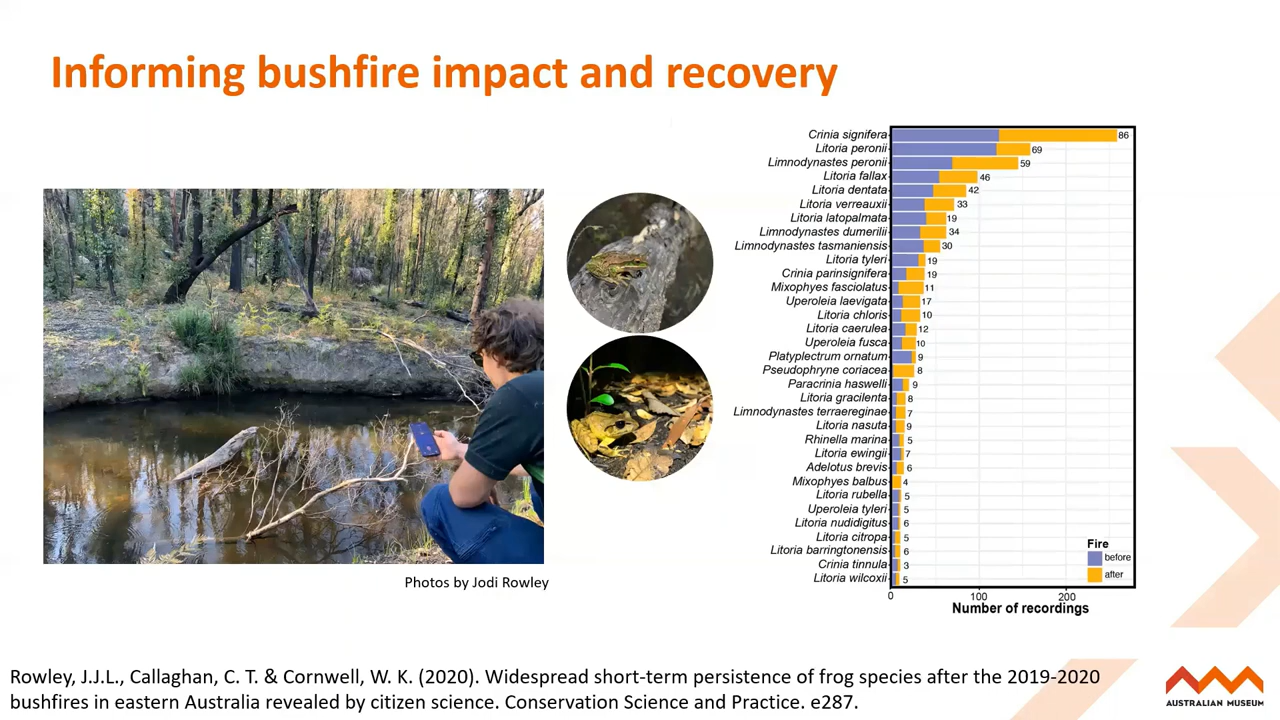 Informing bushfire impact and recovery
Crinia signifera 86
Litoria peronii 69
Limnodynastes peronii 59
Litoria fallax 46
Litoria dentata 42
Litoria verreauxii 33
Litoria latopalmata 19
Limnodynastes dumerilii 34
Limnodynastes tasmaniensis 30
Litoria tyleri 19
Crinia parinsignifera 19
Mixophyes fasciolatus 11
Uperoleia laevigata 17
Litoria chloris 10
Litoria caerulea 12
Uperoleia fusca 10
Platyplectrum ornatum 9
Pseudophryne coriacea 8
Paracrinia haswelli 9
Litoria gracilenta 8
Limnodynastes terraereginae 7
Litoria nasuta 9
Rhinella marina 5
Litoria ewingii 7
Adelotus brevis 6
Mixophyes balbus 4
Litoria rubella 5
Uperoleia tyleri 5
Litoria nudidigitus 6
Litoria citropa 5
Litoria barringtonensis 6
Crinia tinnula 3
Litoria wilcoxii 5
Fire
before
after
0 100 200
Number of recordings
Photos by Jodi Rowley
Rowley, J.J.L., Callaghan, C. T. & Cornwell, W. K. (2020). Widespread short-term persistence of frog species after the 2019-2020
bushfires in eastern Australia revealed by citizen science. Conservation Science and Practice. e287.
AUSTRALIAN MUSEUM